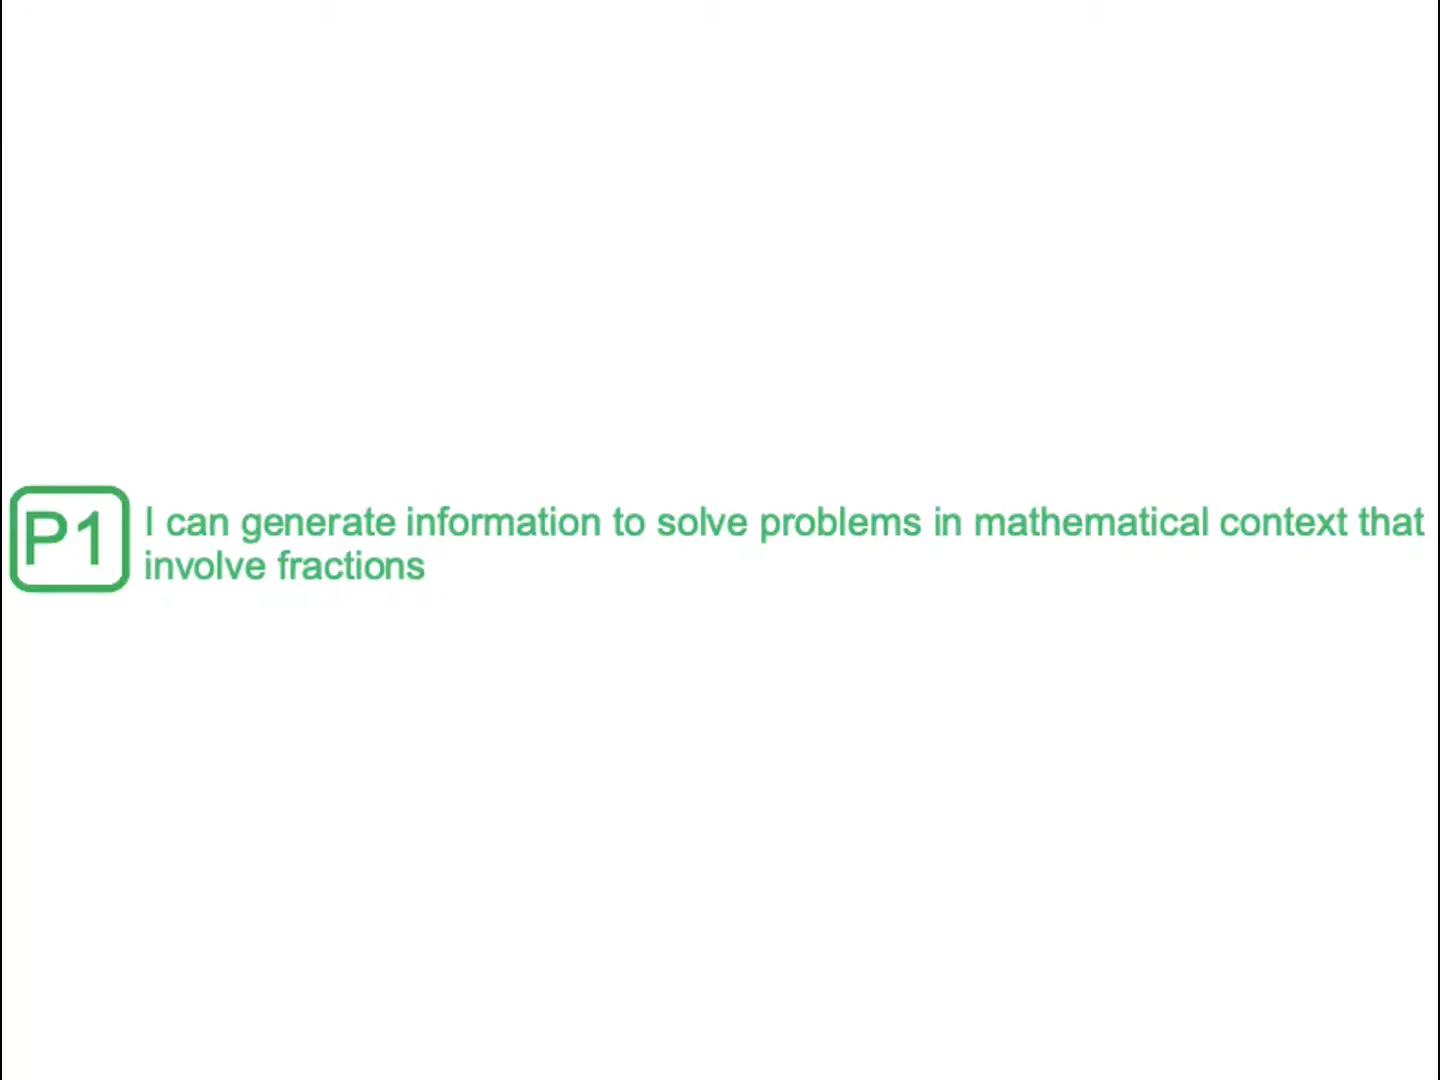 P1
I can generate information to solve problems in mathematical context that
involve fractions